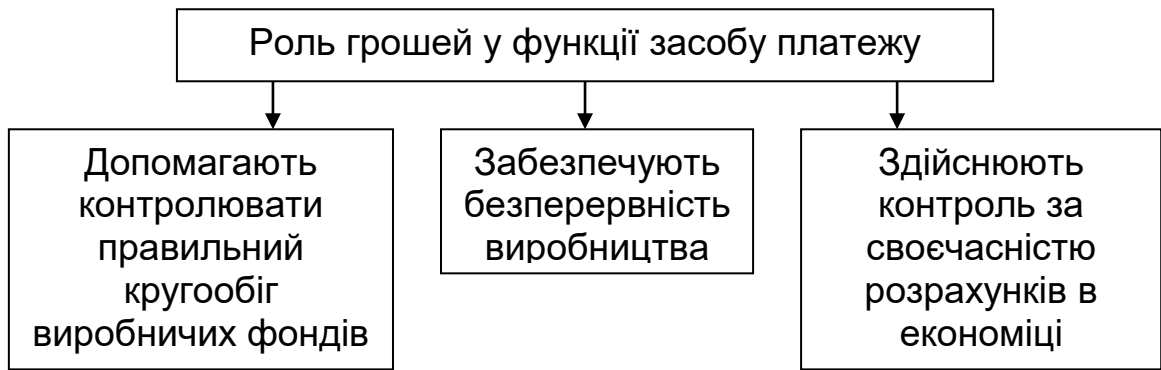 Роль грошей у функції засобу платежу
Допомагають
контролювати
правильний
кругообіг
виробничих фондів
Забезпечують
безперервність
виробництва
Здійснюють
контроль за
своєчасністю
розрахунків в
економіці